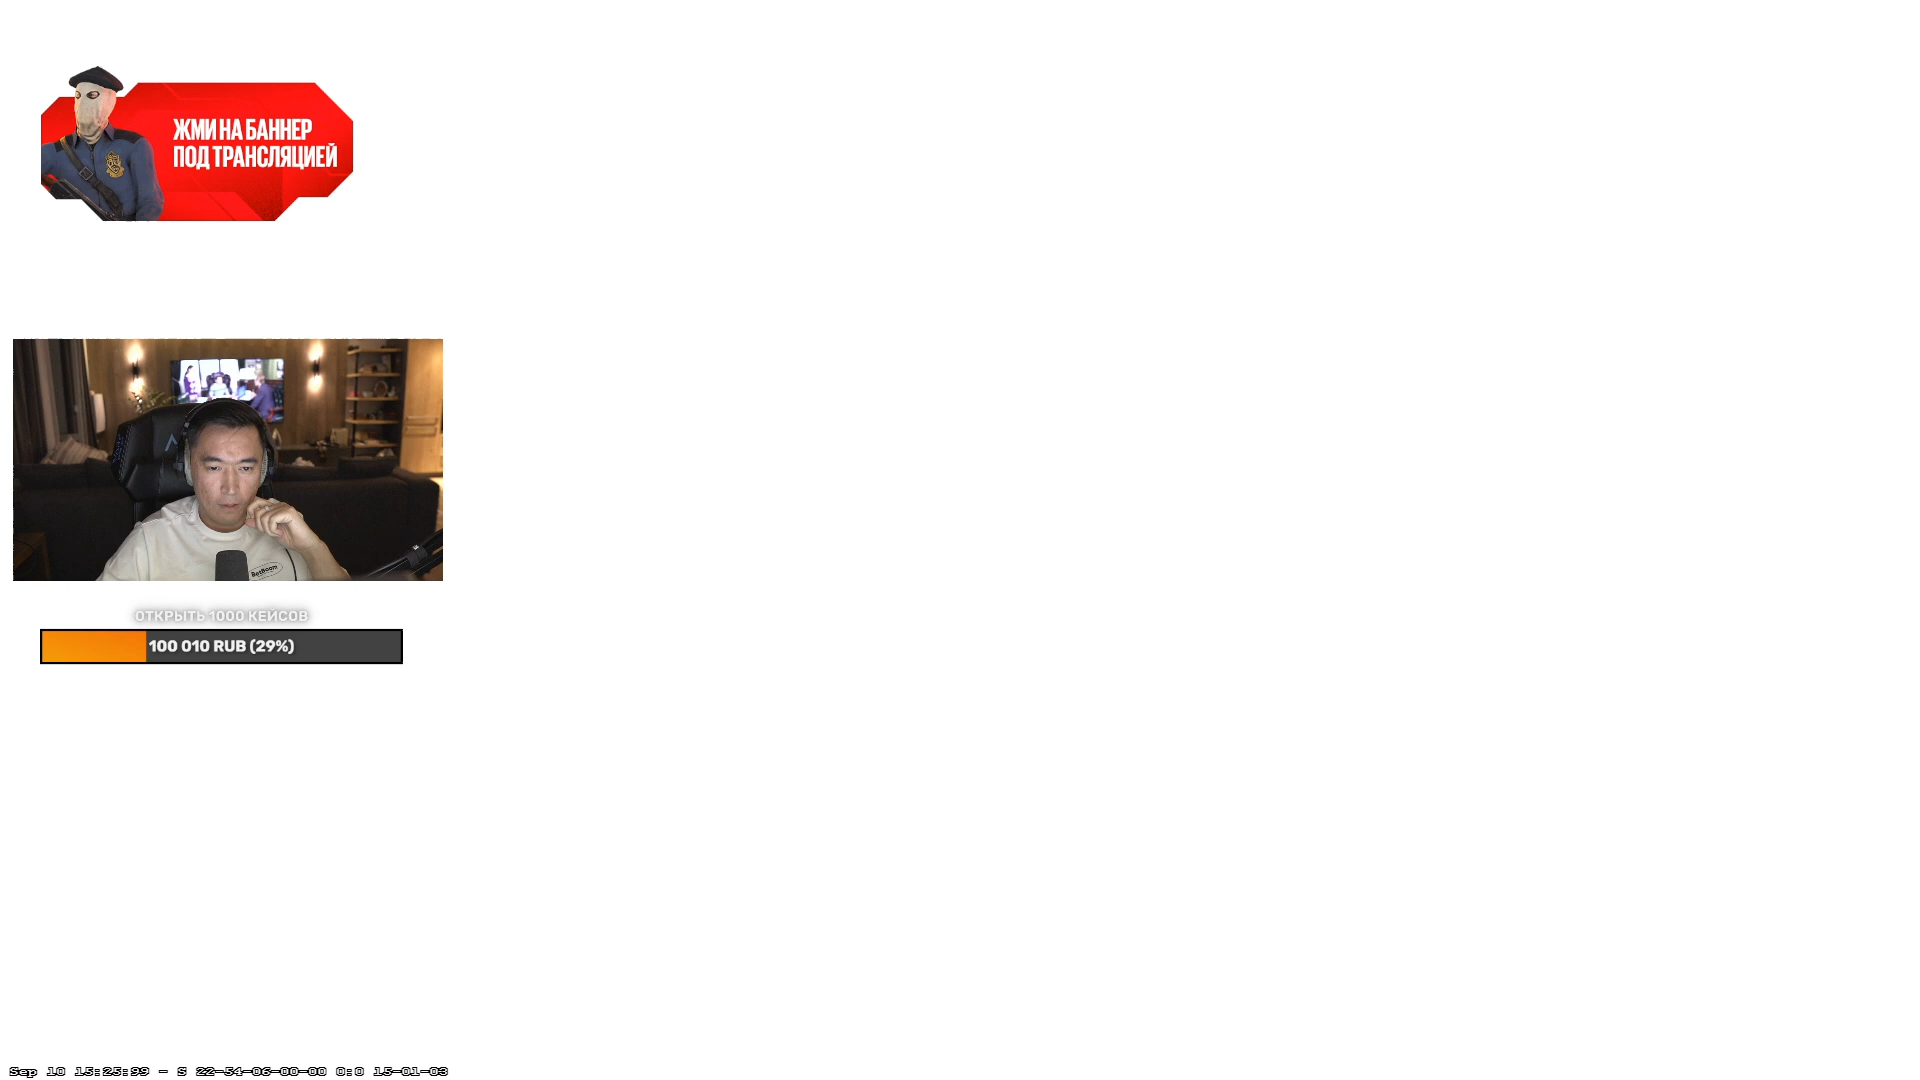 ЖМИ НА БАННЕР
ПОД ТРАНСЛЯЦИЕЙ
BetBoom
ОТКРЫТЬ 1000 КЕЙСОВ
100 010 RUB (29%)
Sep 10 15:25:99 - S 22-54-06-00-00 0:0 15-01-03